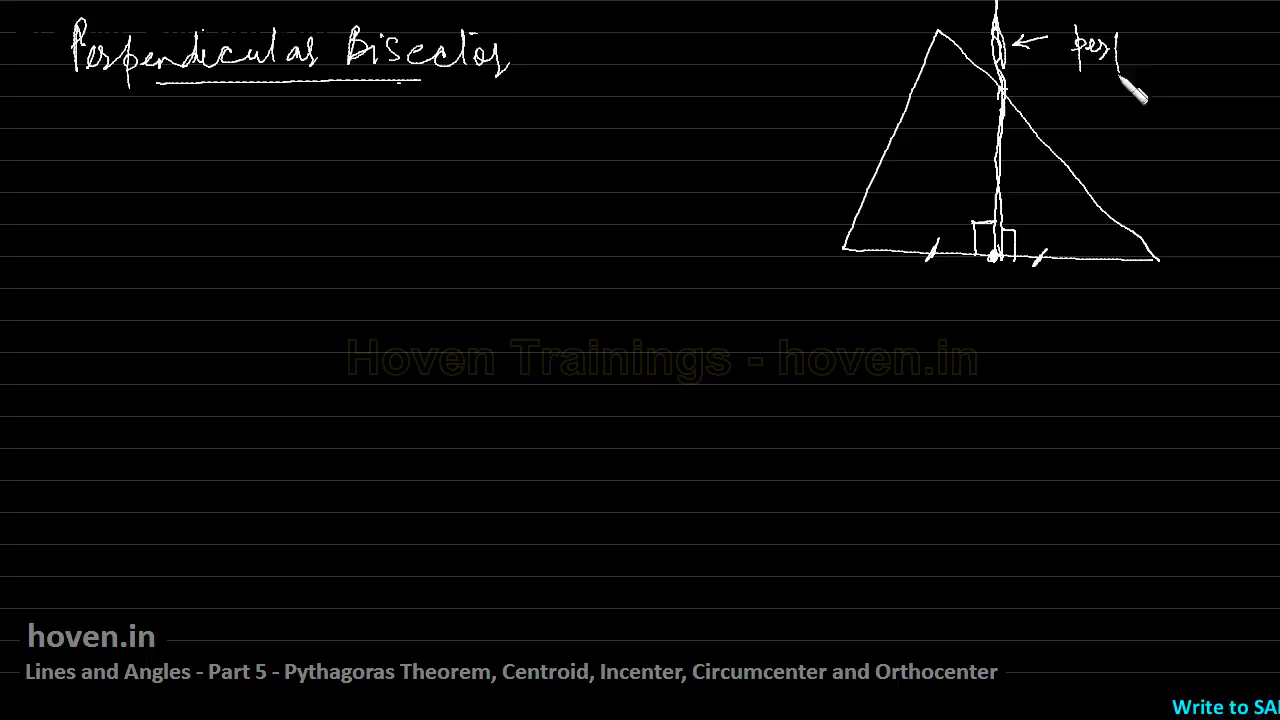 Perpendicular Bisector
← perp
Hoven Trainings - hoven.in
hoven.in
Lines and Angles - Part 5 - Pythagoras Theorem, Centroid, Incenter, Circumcenter and Orthocenter
Write to SA